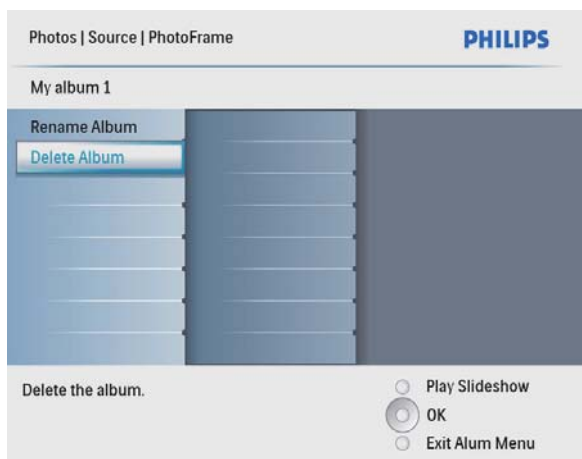 Photos | Source | PhotoFrame
PHILIPS
My album 1
Rename Album
Delete Album
Delete the album.
Play Slideshow
OK
Exit Alum Menu